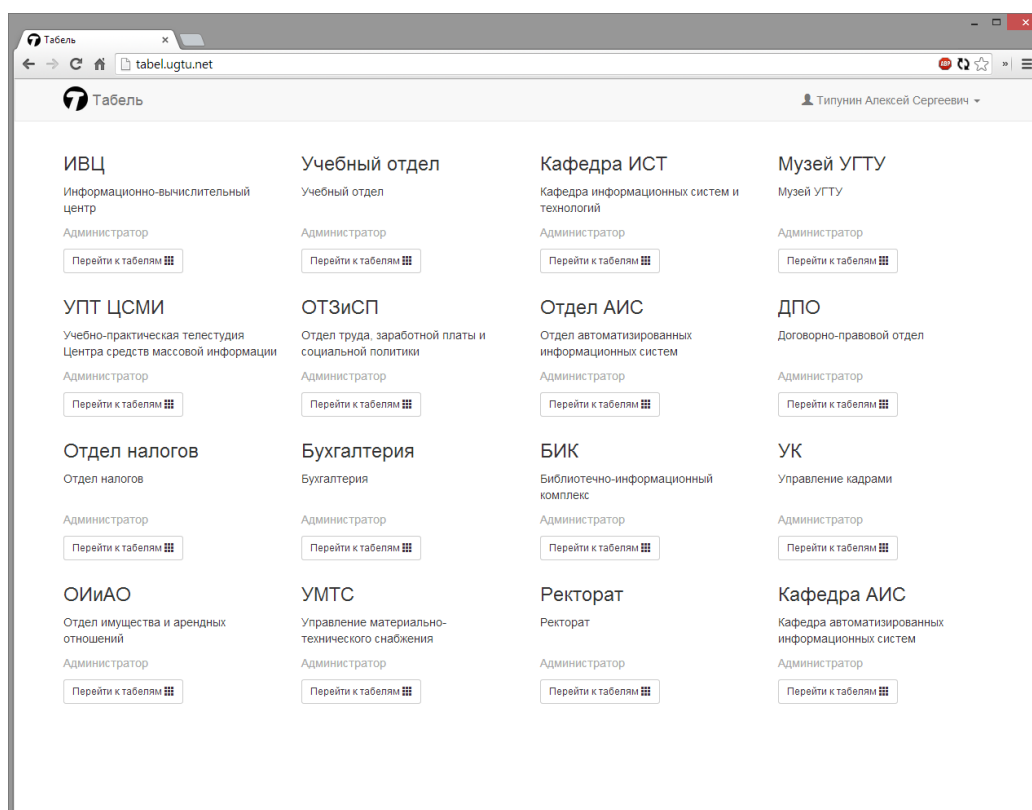 Табель
tabel.ugtu.net
ABP
Табель
Типунин Алексей Сергеевич
ИВЦ
Информационно-вычислительный
центр
Администратор
Перейти к табелям
Учебный отдел
Учебный отдел
Администратор
Перейти к табелям
Кафедра ИСТ
Кафедра информационных систем и
технологий
Администратор
Перейти к табелям
Музей УГТУ
Музей УГТУ
Администратор
Перейти к табелям
УПТ ЦСМИ
Учебно-практическая телестудия
Центра средств массовой информации
Администратор
Перейти к табелям
ОТЗиСП
Отдел труда, заработной платы и
социальной политики
Администратор
Перейти к табелям
Отдел АИС
Отдел автоматизированных
информационных систем
Администратор
Перейти к табелям
ДПО
Договорно-правовой отдел
Администратор
Перейти к табелям
Отдел налогов
Отдел налогов
Администратор
Перейти к табелям
Бухгалтерия
Бухгалтерия
Администратор
Перейти к табелям
БИК
Библиотечно-информационный
комплекс
Администратор
Перейти к табелям
УК
Управление кадрами
Администратор
Перейти к табелям
ОИиАО
Отдел имущества и арендных
отношений
Администратор
Перейти к табелям
УМТС
Управление материально-
технического снабжения
Администратор
Перейти к табелям
Ректорат
Ректорат
Администратор
Перейти к табелям
Кафедра АИС
Кафедра автоматизированных
информационных систем
Администратор
Перейти к табелям